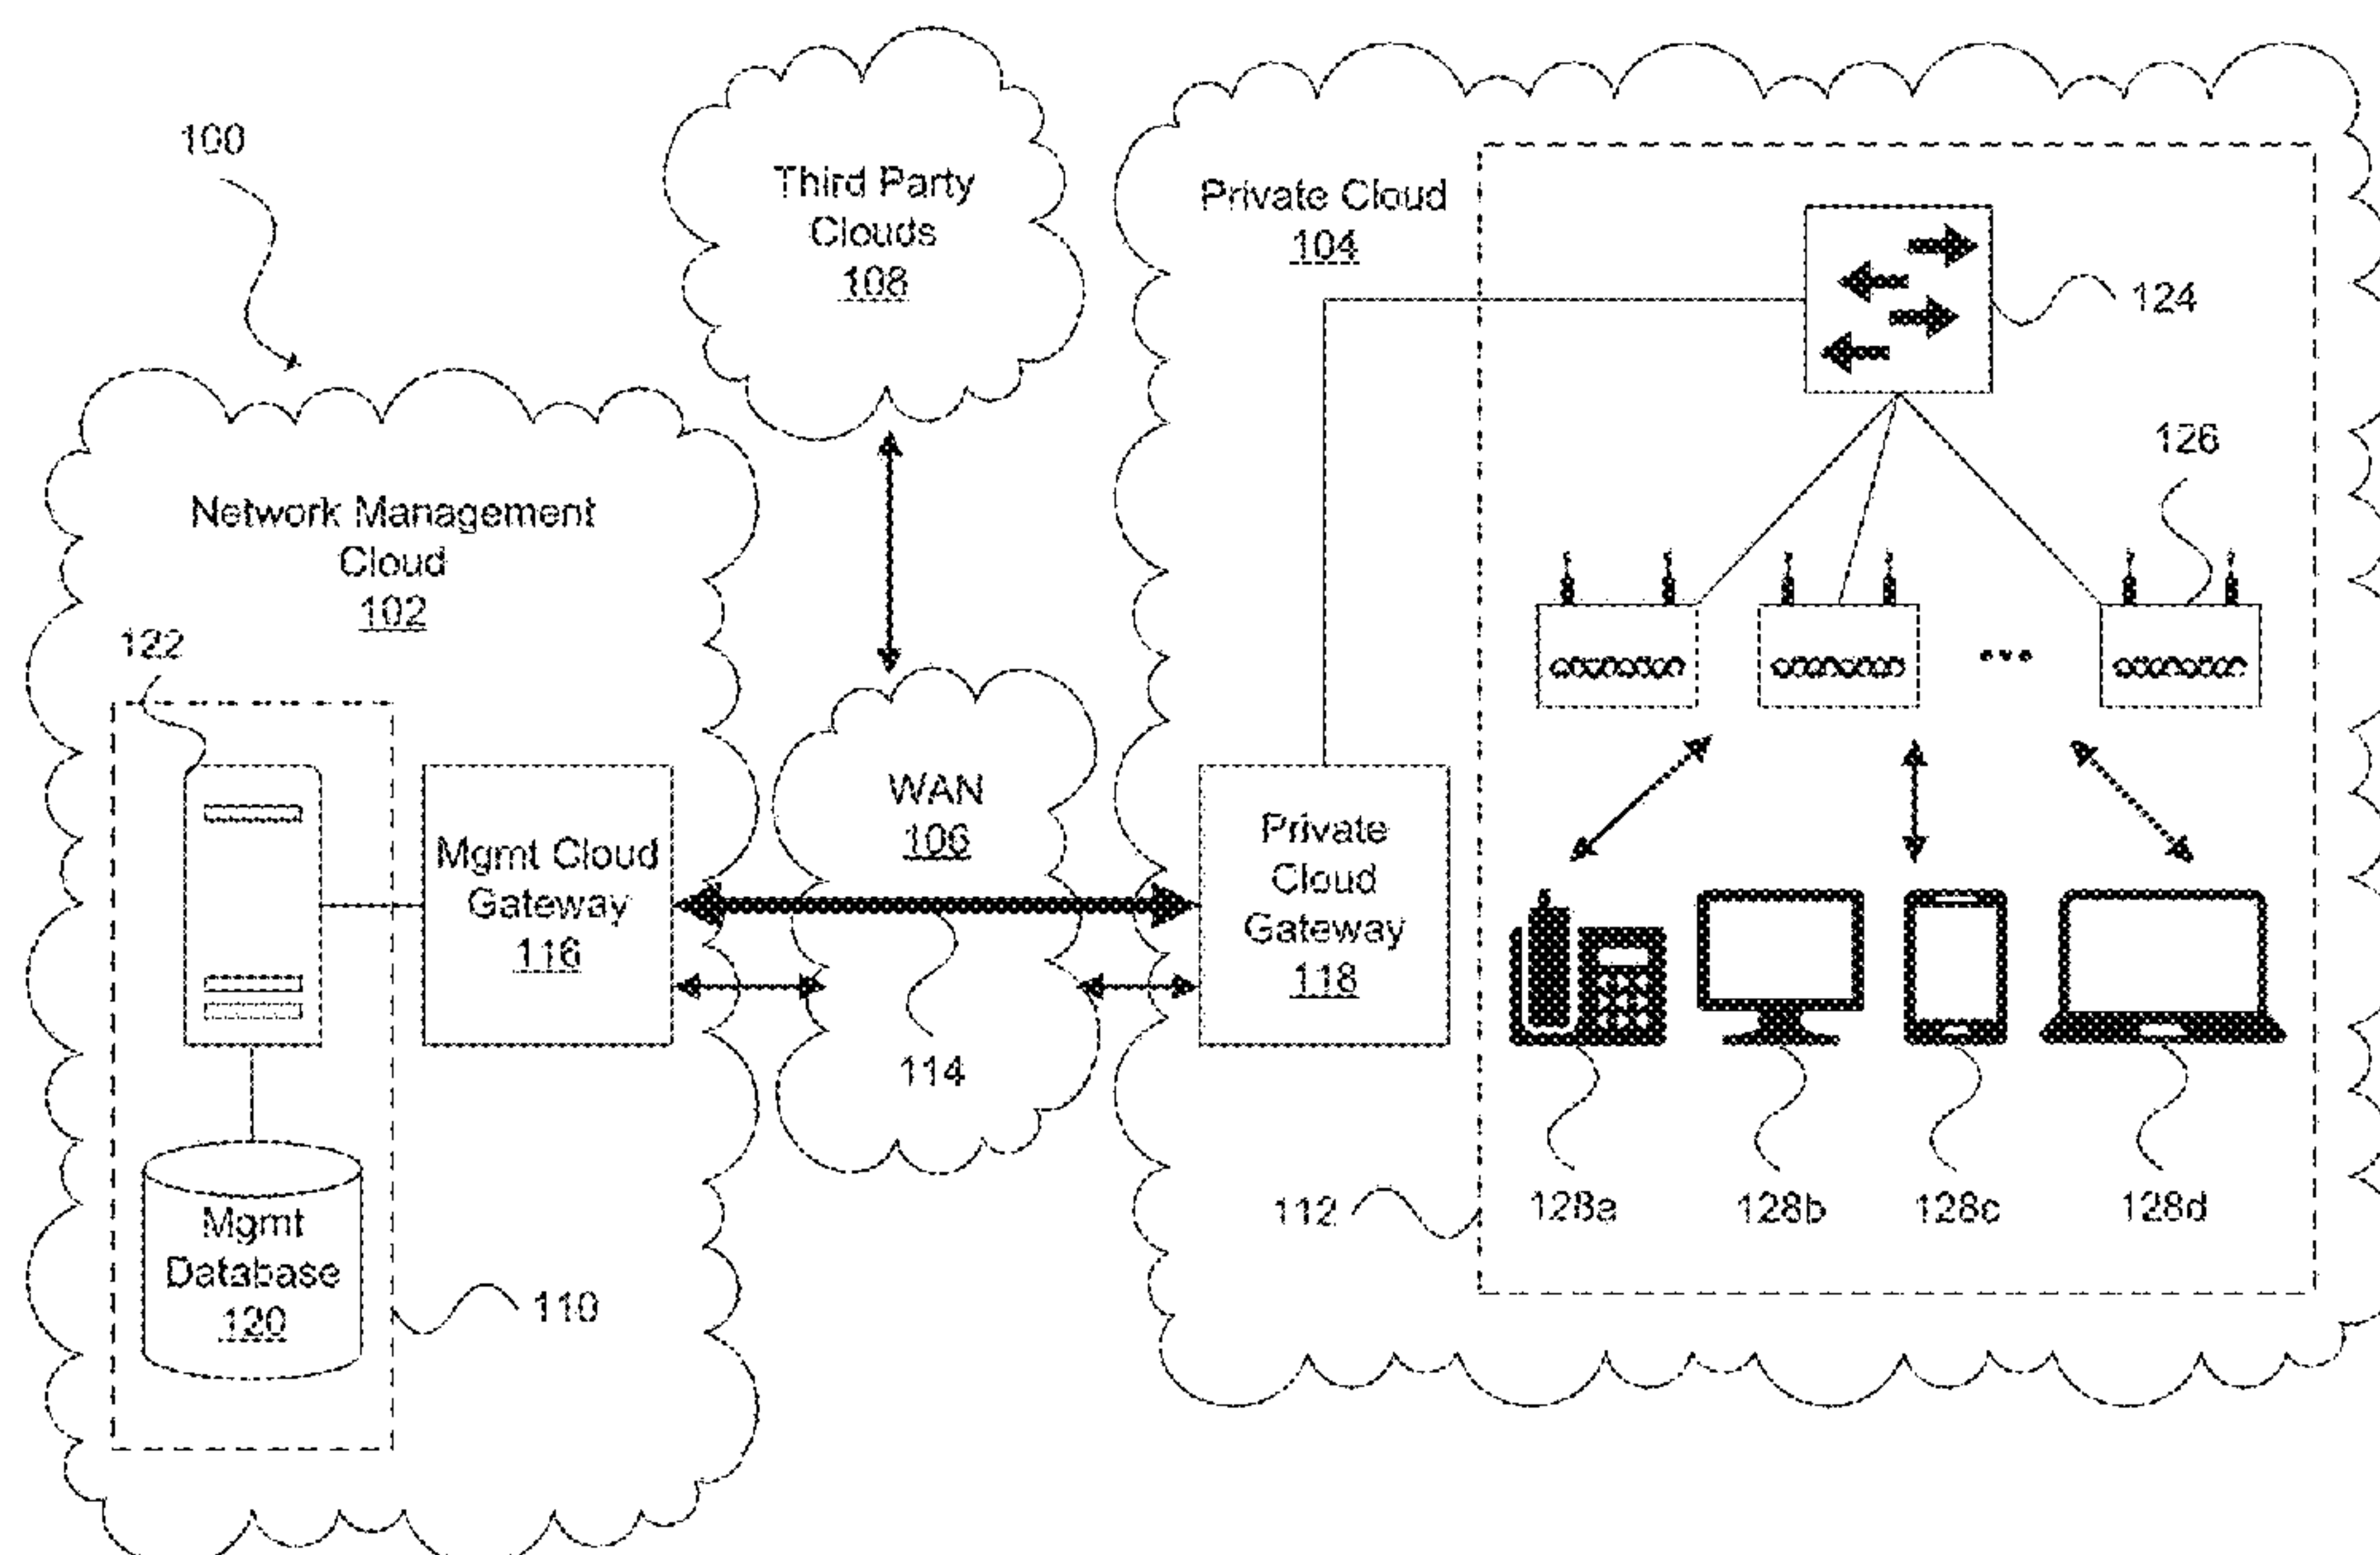 100
Third Party
Clouds
108
Private Cloud
104
124
126
Network Management
Cloud
102
122
WAN
106
Mgmt Cloud
Gateway
116
Private
Cloud
Gateway
118
114
112
128a
128b
128c
128d
Mgmt
Database
120
110